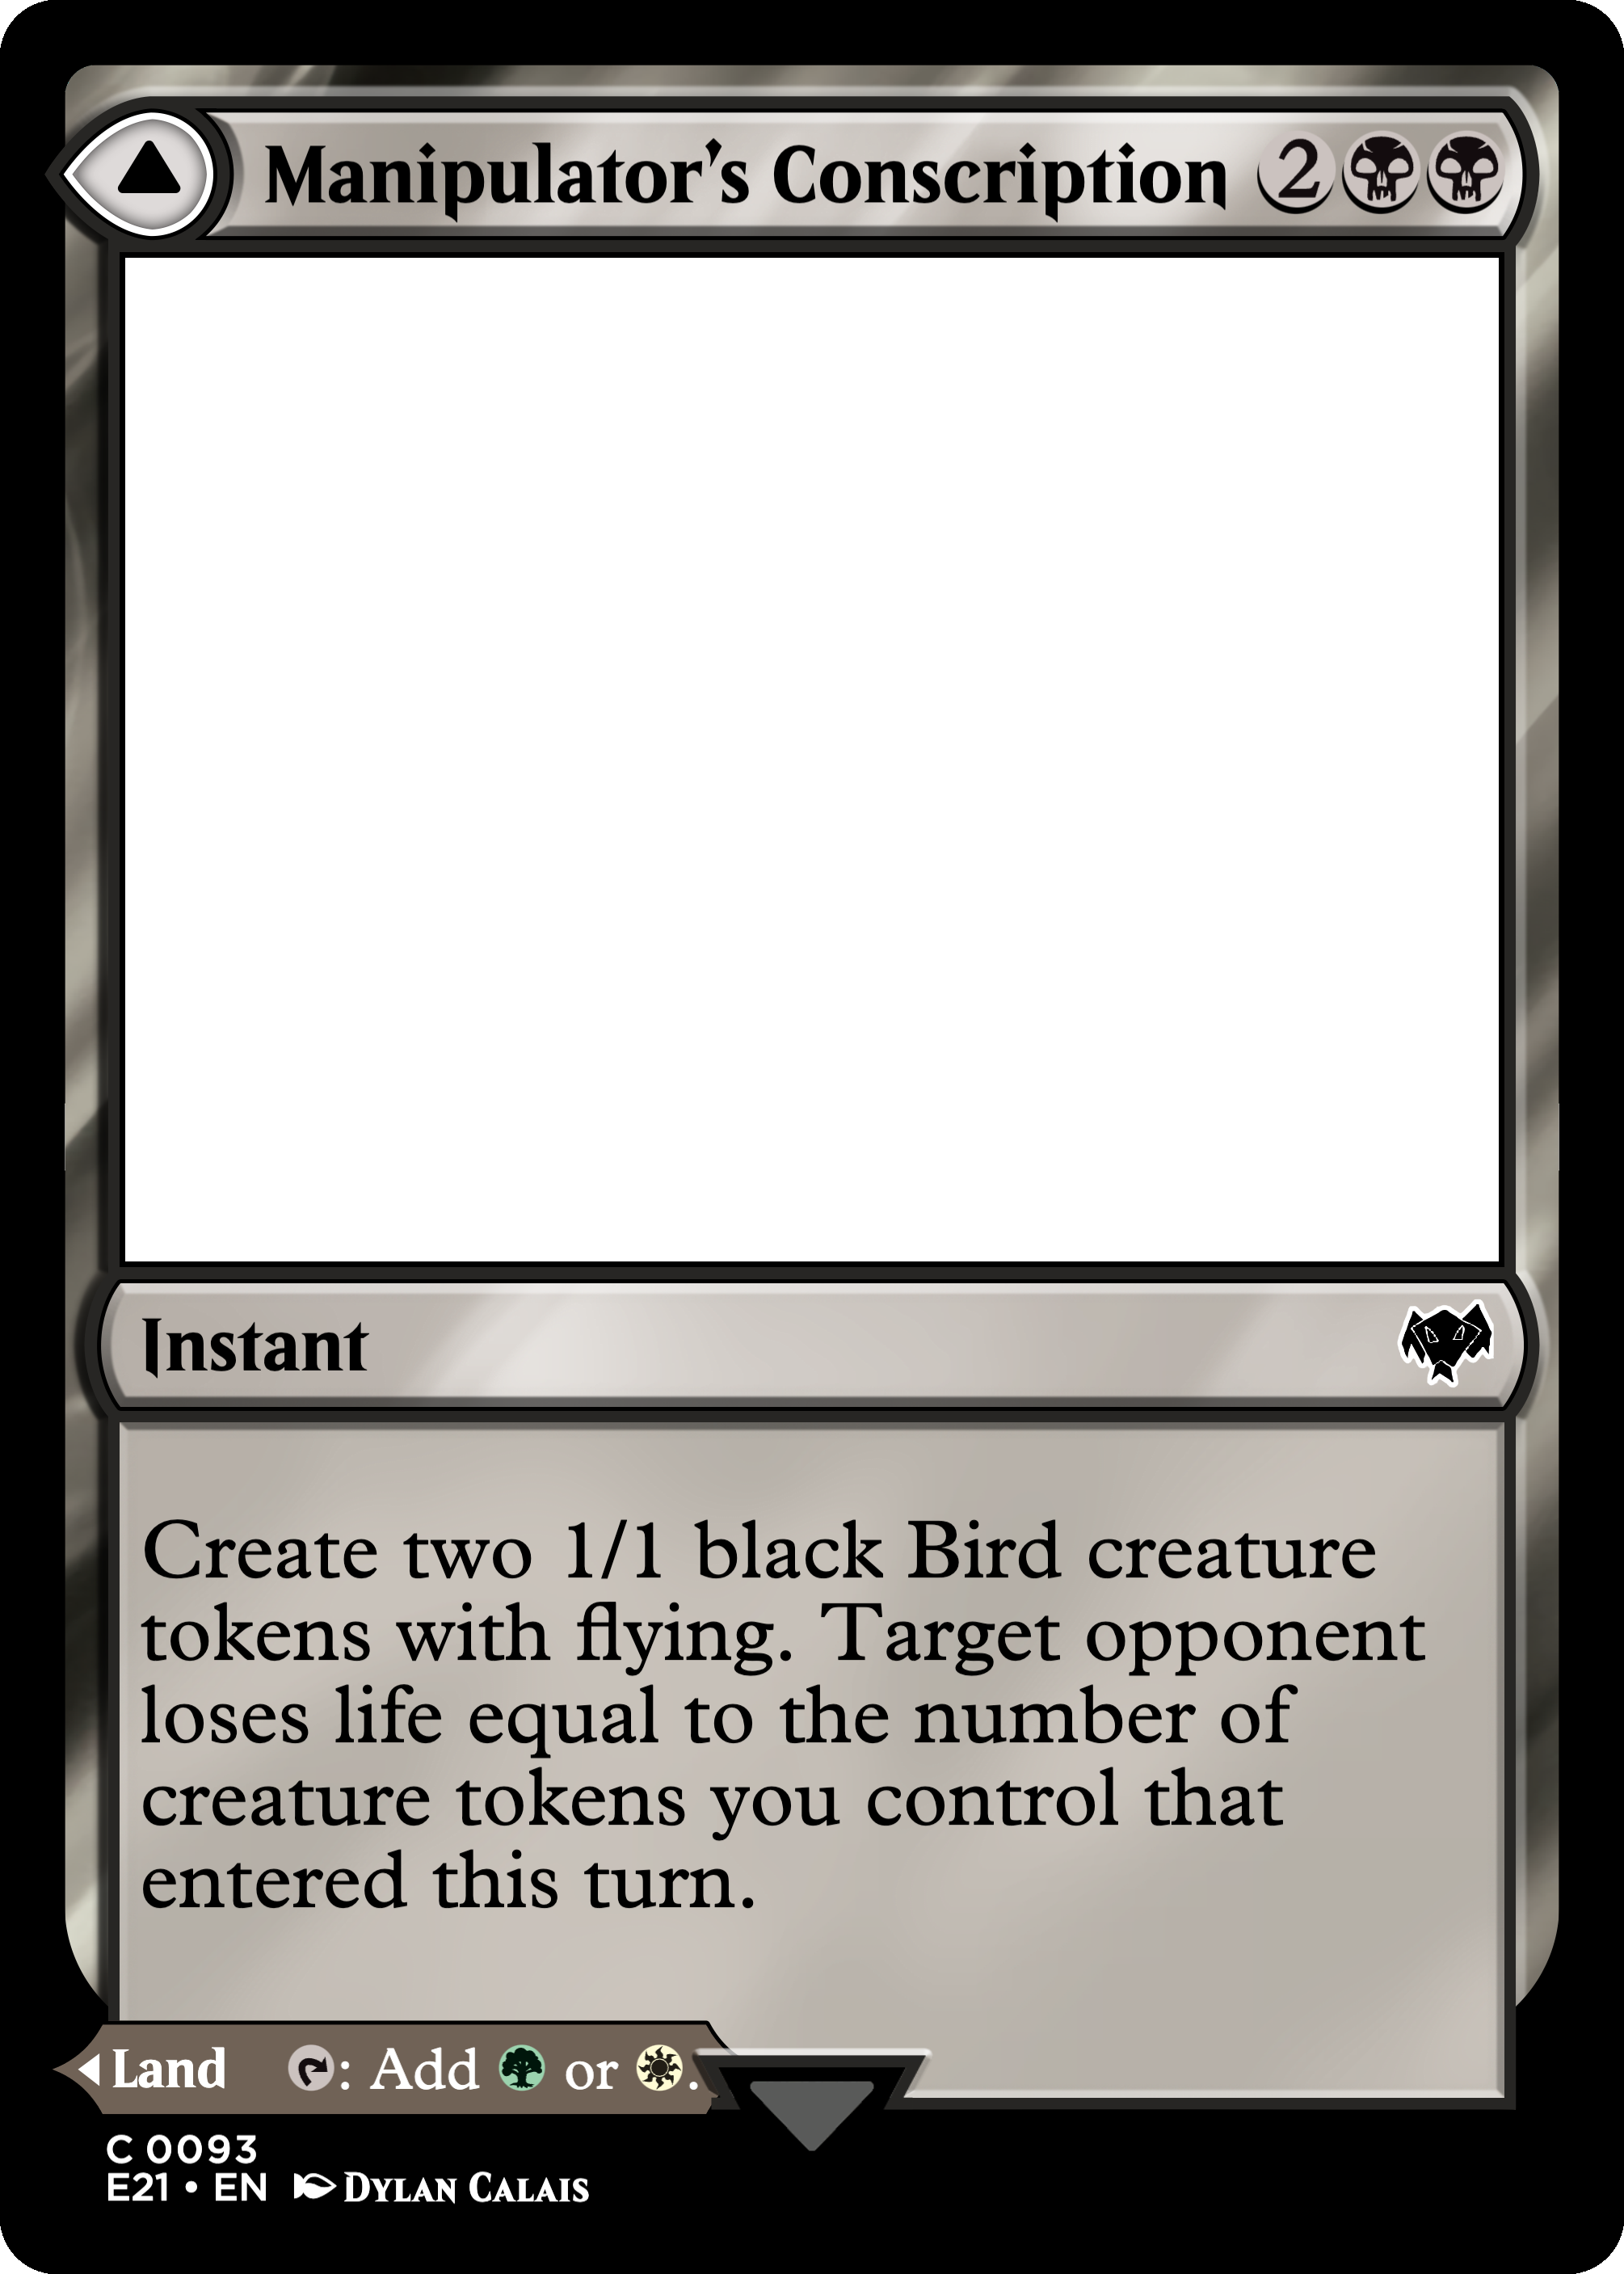 Manipulator's Conscription 2
Instant
Create two 1/1 black Bird creature
tokens with flying. Target opponent
loses life equal to the number of
creature tokens you control that
entered this turn.
Land : Add or .
C 0093
E21 • EN DYLAN CALAIS